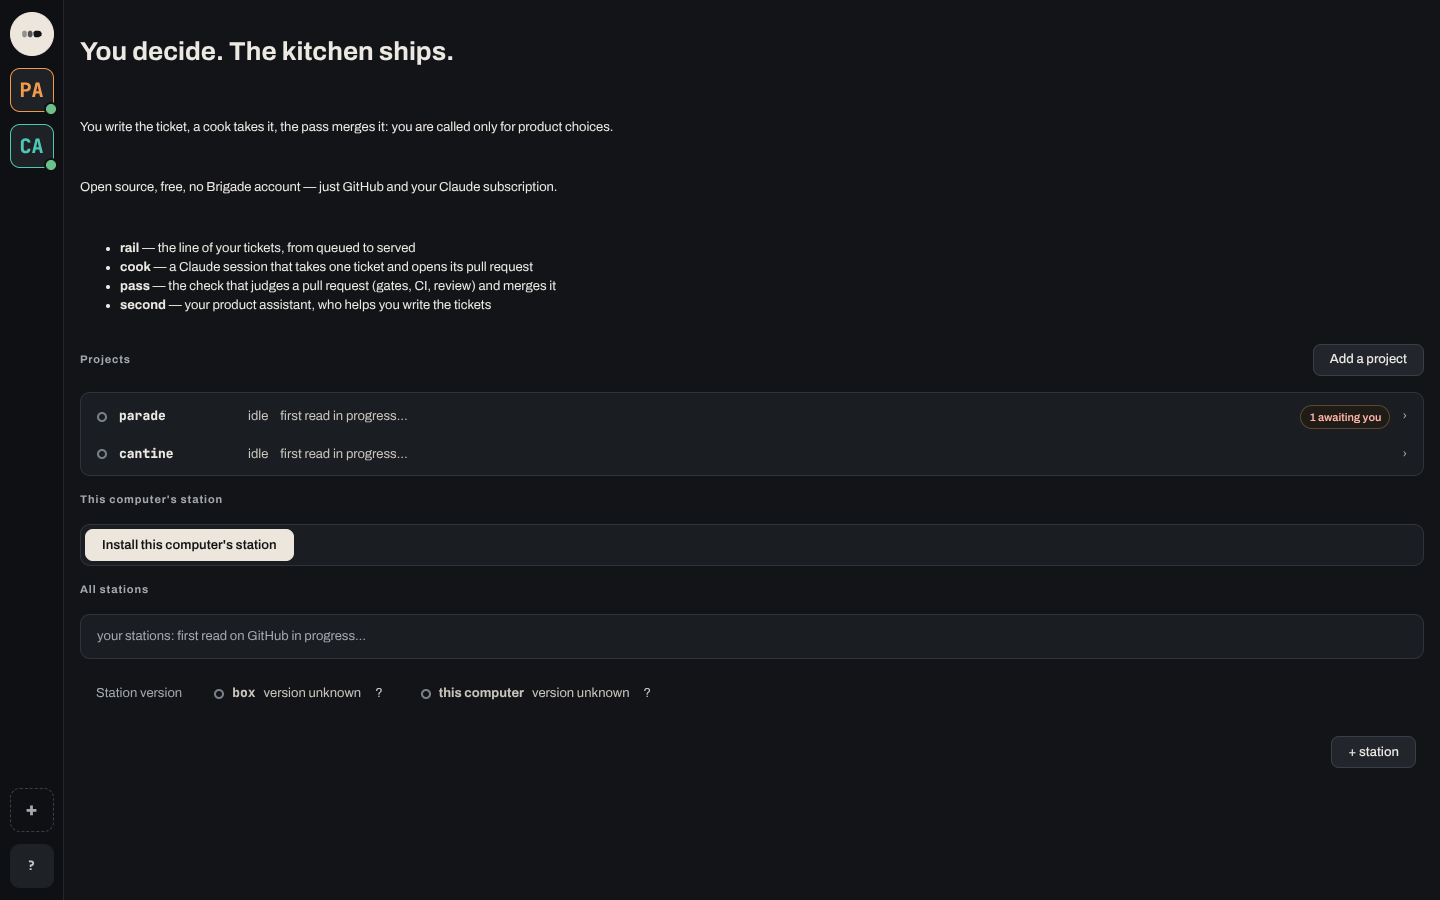 You decide. The kitchen ships.
PA
CA
You write the ticket, a cook takes it, the pass merges it: you are called only for product choices.
Open source, free, no Brigade account — just GitHub and your Claude subscription.
• rail — the line of your tickets, from queued to served
• cook — a Claude session that takes one ticket and opens its pull request
• pass — the check that judges a pull request (gates, CI, review) and merges it
• second — your product assistant, who helps you write the tickets
Projects
Add a project
parade idle first read in progress… 1 awaiting you ›
cantine idle first read in progress… ›
This computer's station
Install this computer's station
All stations
your stations: first read on GitHub in progress…
Station version box version unknown ? this computer version unknown ?
+ station
+
?